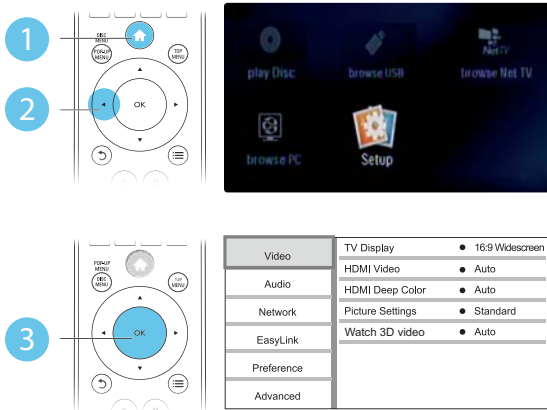 1
DISC
MENU
POP-UP
MENU
TOP
MENU
2
OK
play Disc
browse USB
Net TV
browse Net TV
browse PC
Setup
POP-UP
MENU
DISC
MENU
TOP
MENU
3
OK
Video
Audio
Network
EasyLink
Preference
Advanced
TV Display ● 16:9 Widescreen
HDMI Video ● Auto
HDMI Deep Color ● Auto
Picture Settings ● Standard
Watch 3D video ● Auto